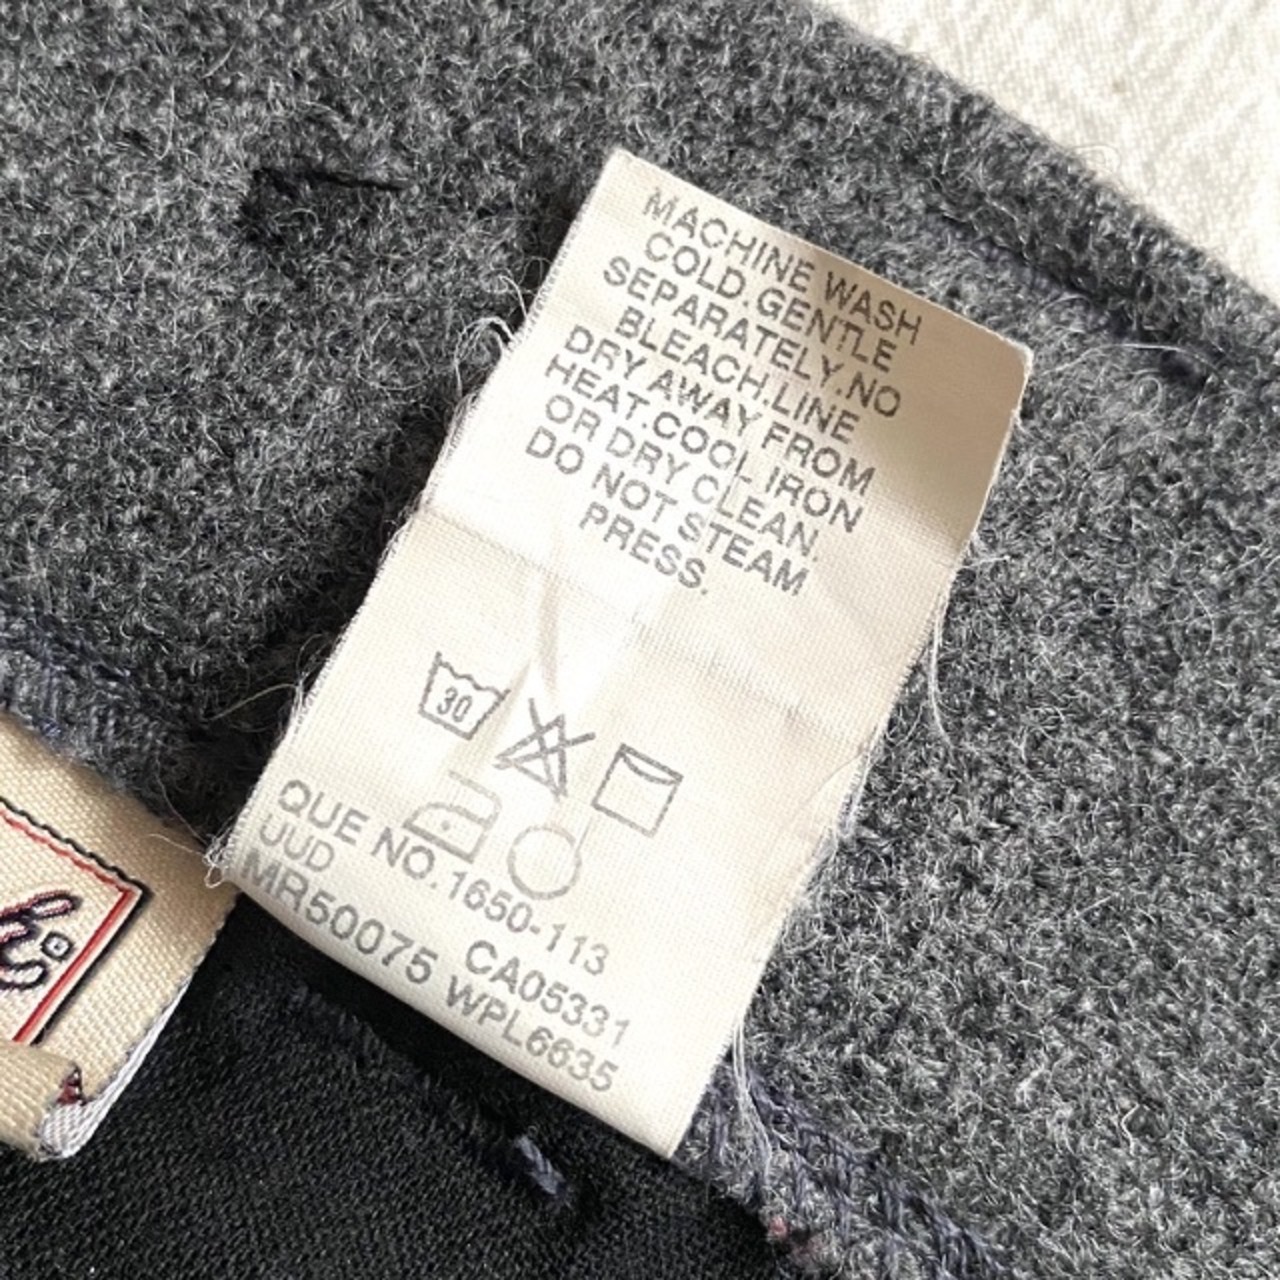 MACHINE WASH
COLD.GENTLE
SEPARATELY.NO
BLEACH.LINE
DRY AWAY FROM
HEAT.COOL IRON
OR DRY CLEAN.
DO NOT STEAM
PRESS.
30
QUE NO.1650-113
UUD CA05331
MR50075 WPL6635